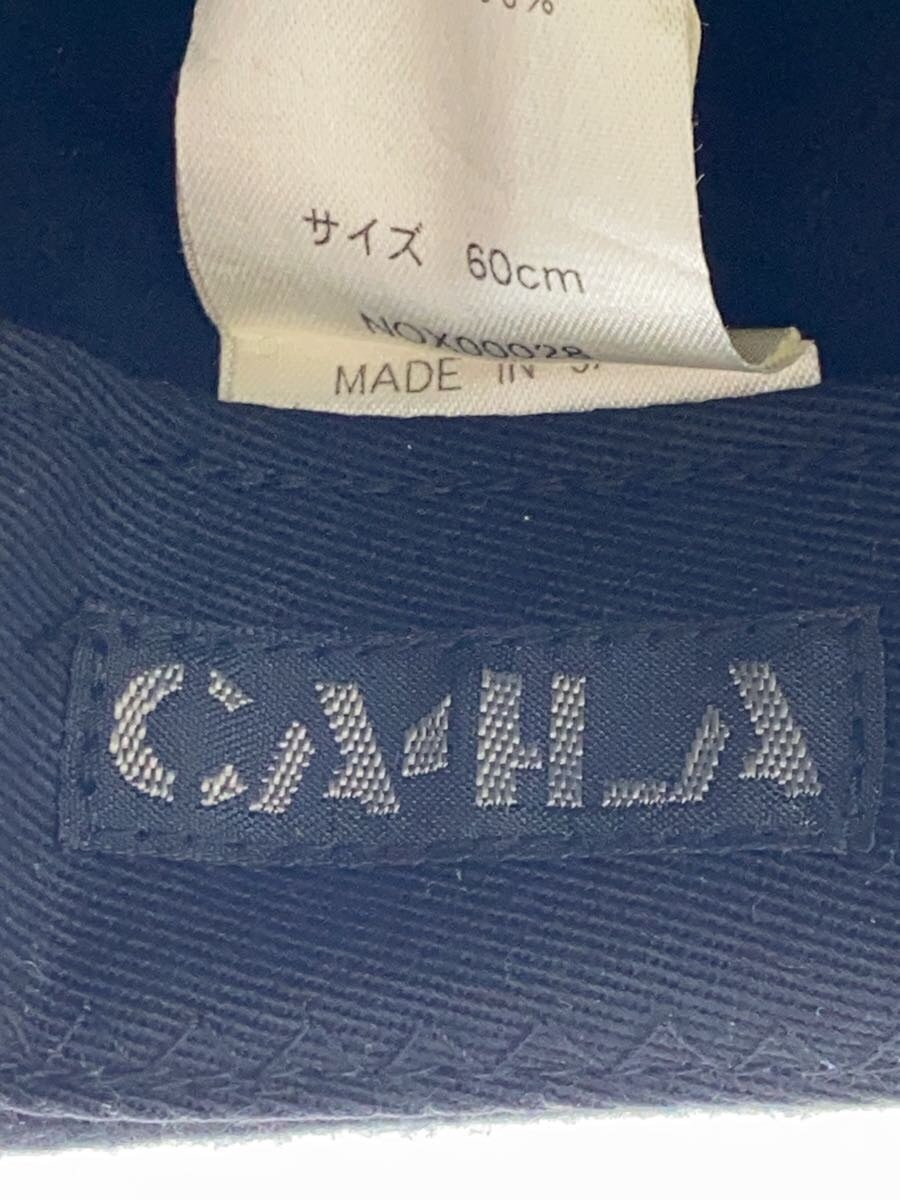 サイズ 60cm
NOX00028
MADE IN
CA4LA